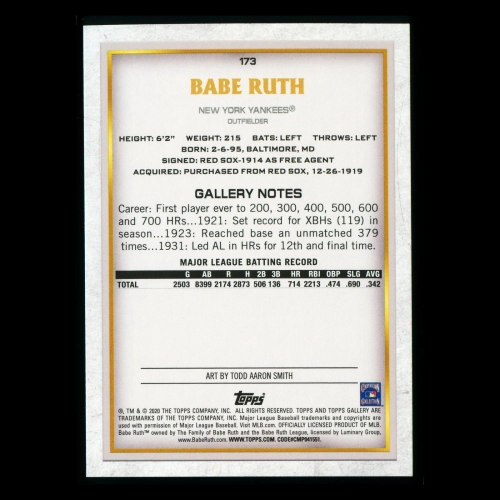 173
BABE RUTH
NEW YORK YANKEES®
OUTFIELDER
HEIGHT: 6'2" WEIGHT: 215 BATS: LEFT THROWS: LEFT
BORN: 2-6-95, BALTIMORE, MD
SIGNED: RED SOX-1914 AS FREE AGENT
ACQUIRED: PURCHASED FROM RED SOX, 12-26-1919
GALLERY NOTES
Career: First player ever to 200, 300, 400, 500, 600
and 700 HRs...1921: Set record for XBHs (119) in
season...1923: Reached base an unmatched 379
times...1931: Led AL in HRs for 12th and final time.
MAJOR LEAGUE BATTING RECORD
G AB R H 2B 3B HR RBI OBP SLG AVG
TOTAL 2503 8399 2174 2873 506 136 714 2213 .474 .690 .342
ART BY TODD AARON SMITH
Topps
®, TM & © 2020 THE TOPPS COMPANY, INC. ALL RIGHTS RESERVED. TOPPS AND TOPPS GALLERY ARE
TRADEMARKS OF THE TOPPS COMPANY, INC. Major League Baseball trademarks and copyrights are
used with permission of Major League Baseball. Visit MLB.com. OFFICIALLY LICENSED PRODUCT OF MLB.
Babe Ruth™ owned by The Family of Babe Ruth and the Babe Ruth League, licensed by Luminary Group,
www.BabeRuth.com. WWW.TOPPS.COM. CODE#CMP041551.